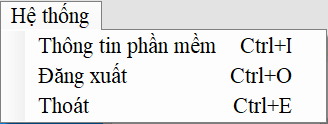 Hệ thống
Thông tin phần mềm Ctrl+I
Đăng xuất Ctrl+O
Thoát Ctrl+E